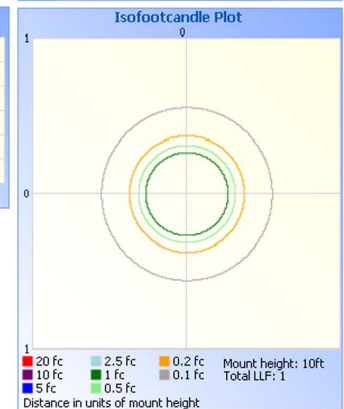 Isofootcandle Plot
0
1
0
1
20 fc 2.5 fc 0.2 fc Mount height: 10ft
10 fc 1 fc 0.1 fc Total LLF: 1
5 fc 0.5 fc
Distance in units of mount height